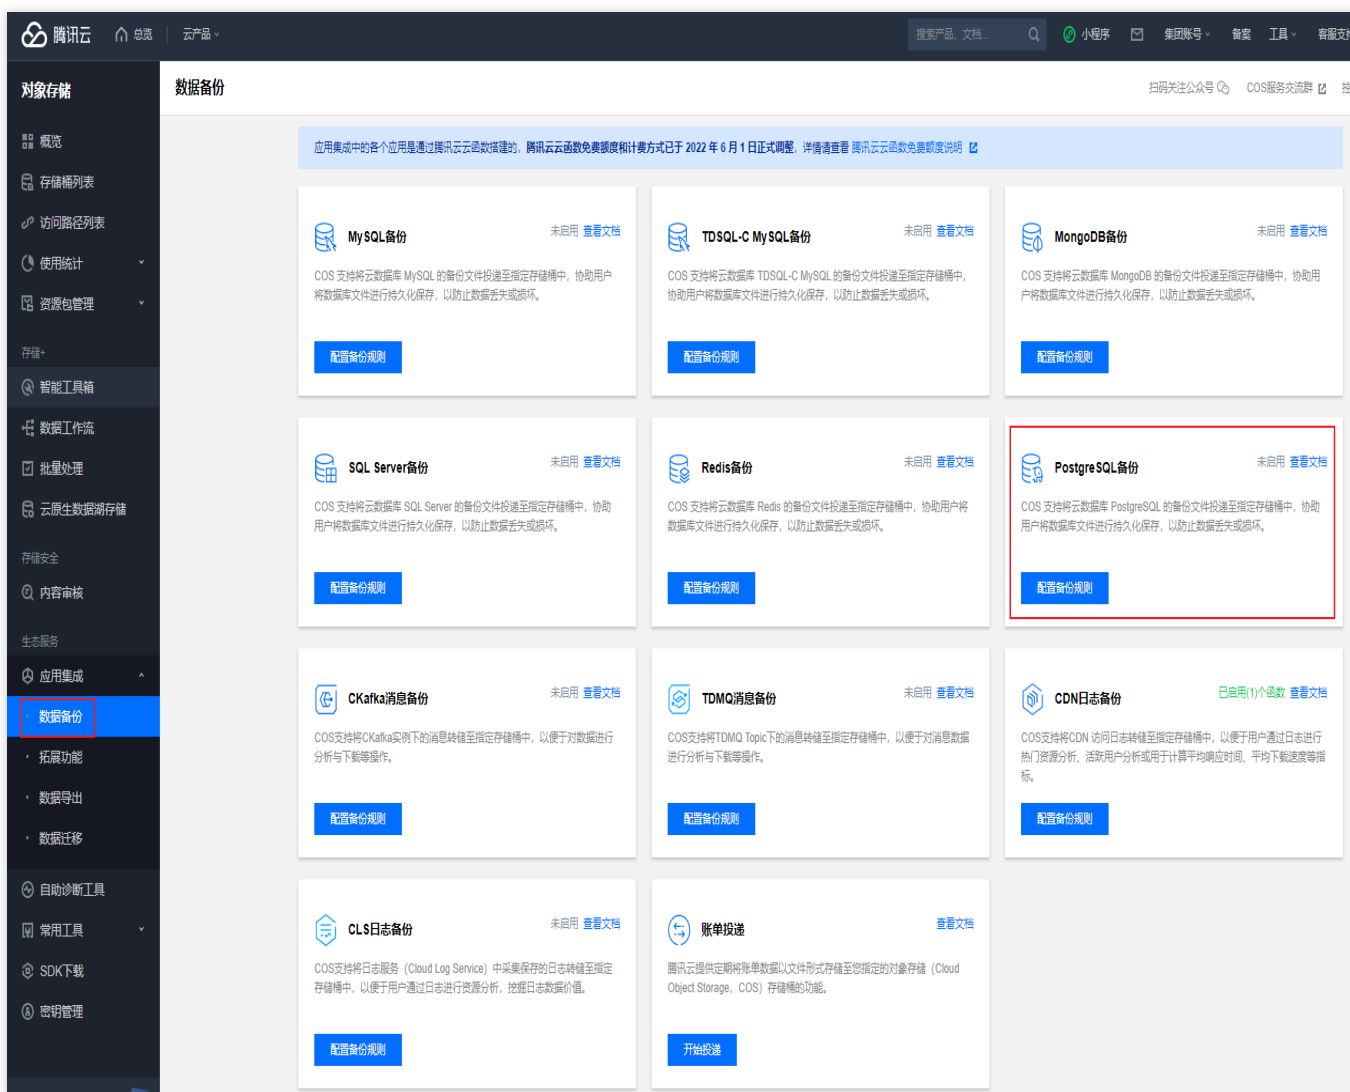 腾讯云 总览 云产品 搜索产品、文档... 小程序 集团账号 备案 工具 客服支持
对象存储
数据备份
扫码关注公众号 COS服务交流群
概览
存储桶列表
访问路径列表
使用统计
资源包管理
存储+
智能工具箱
数据工作流
批量处理
云原生数据湖存储
存储安全
内容审核
生态服务
应用集成
数据备份
拓展功能
数据导出
数据迁移
自助诊断工具
常用工具
SDK下载
密钥管理
应用集成中的各个应用是通过腾讯云云函数搭建的，腾讯云云函数免费额度和计费方式已于 2022 年 6 月 1 日正式调整，详情请查看 腾讯云云函数免费额度说明
MySQL备份 未启用 查看文档
COS 支持将云数据库 MySQL 的备份文件投递至指定存储桶中，协助用户
将数据库文件进行持久化保存，以防止数据丢失或损坏。
配置备份规则
TDSQL-C MySQL备份 未启用 查看文档
COS 支持将云数据库 TDSQL-C MySQL 的备份文件投递至指定存储桶中，
协助用户将数据库文件进行持久化保存，以防止数据丢失或损坏。
配置备份规则
MongoDB备份 未启用 查看文档
COS 支持将云数据库 MongoDB 的备份文件投递至指定存储桶中，协助用
户将数据库文件进行持久化保存，以防止数据丢失或损坏。
配置备份规则
SQL Server备份 未启用 查看文档
COS 支持将云数据库 SQL Server 的备份文件投递至指定存储桶中，协助
用户将数据库文件进行持久化保存，以防止数据丢失或损坏。
配置备份规则
Redis备份 未启用 查看文档
COS 支持将云数据库 Redis 的备份文件投递至指定存储桶中，协助用户将
数据库文件进行持久化保存，以防止数据丢失或损坏。
配置备份规则
PostgreSQL备份 未启用 查看文档
COS 支持将云数据库 PostgreSQL 的备份文件投递至指定存储桶中，协助
用户将数据库文件进行持久化保存，以防止数据丢失或损坏。
配置备份规则
CKafka消息备份 未启用 查看文档
COS支持将CKafka实例下的消息转储至指定存储桶中，以便于对数据进行
分析与下载等操作。
配置备份规则
TDMQ消息备份 未启用 查看文档
COS支持将TDMQ Topic下的消息转储至指定存储桶中，以便于对消息数据
进行分析与下载等操作。
配置备份规则
CDN日志备份 已启用(1)个函数 查看文档
COS支持将CDN 访问日志转储至指定存储桶中，以便于用户通过日志进行
热门资源分析、活跃用户分析或用于计算平均响应时间、平均下载速度等指
标。
配置备份规则
CLS日志备份 未启用 查看文档
COS支持将日志服务（Cloud Log Service）中采集保存的日志转储至指定
存储桶中，以便于用户通过日志进行资源分析，挖掘日志数据价值。
配置备份规则
账单投递 查看文档
腾讯云提供定期将账单数据以文件形式存储至您指定的对象存储（Cloud
Object Storage，COS）存储桶的功能。
开始投递